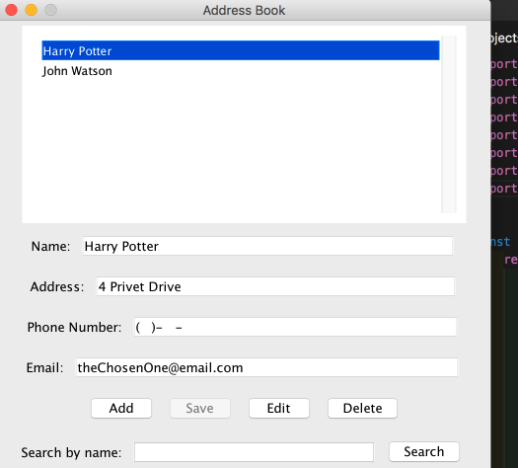 Address Book
Harry Potter
John Watson
Name: Harry Potter
Address: 4 Privet Drive
Phone Number: (   )-   -
Email: theChosenOne@email.com
Add Save Edit Delete
Search by name: Search
ojects
port
port
port
port
port
port
port
port
nst
re